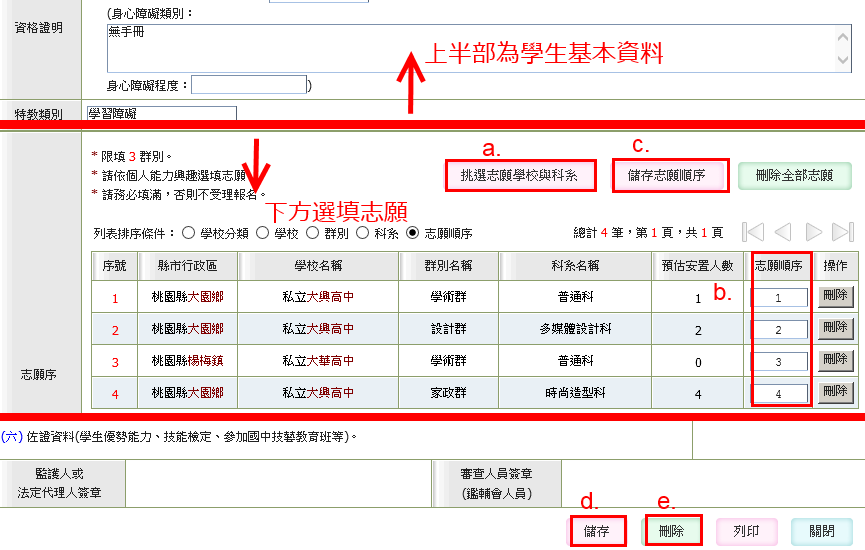 (身心障礙類別：
資格證明
無手冊
上半部為學生基本資料
身心障礙程度： )
特教類別 學習障礙
* 限填 3 群別。
* 請依個人能力興趣選填志願
* 請務必填滿，否則不受理報名。
a.
挑選志願學校與科系
c.
儲存志願順序
刪除全部志願
下方選填志願
列表排序條件： 學校分類 學校 群別 科系 志願順序
總計 4 筆，第 1 頁，共 1 頁
序號 縣市行政區 學校名稱 群別名稱 科系名稱 預估安置人數 志願順序 操作
b.
1 桃園縣大園鄉 私立大興高中 學術群 普通科 1 1 刪除
2 桃園縣大園鄉 私立大興高中 設計群 多媒體設計科 2 2 刪除
3 桃園縣楊梅鎮 私立大華高中 學術群 普通科 0 3 刪除
4 桃園縣大園鄉 私立大興高中 家政群 時尚造型科 4 4 刪除
志願序
(六) 佐證資料(學生優勢能力、技能檢定、參加國中技藝教育班等)。
監護人或
法定代理人簽章
審查人員簽章
(鑑輔會人員)
d.
儲存
e.
刪除
列印
關閉